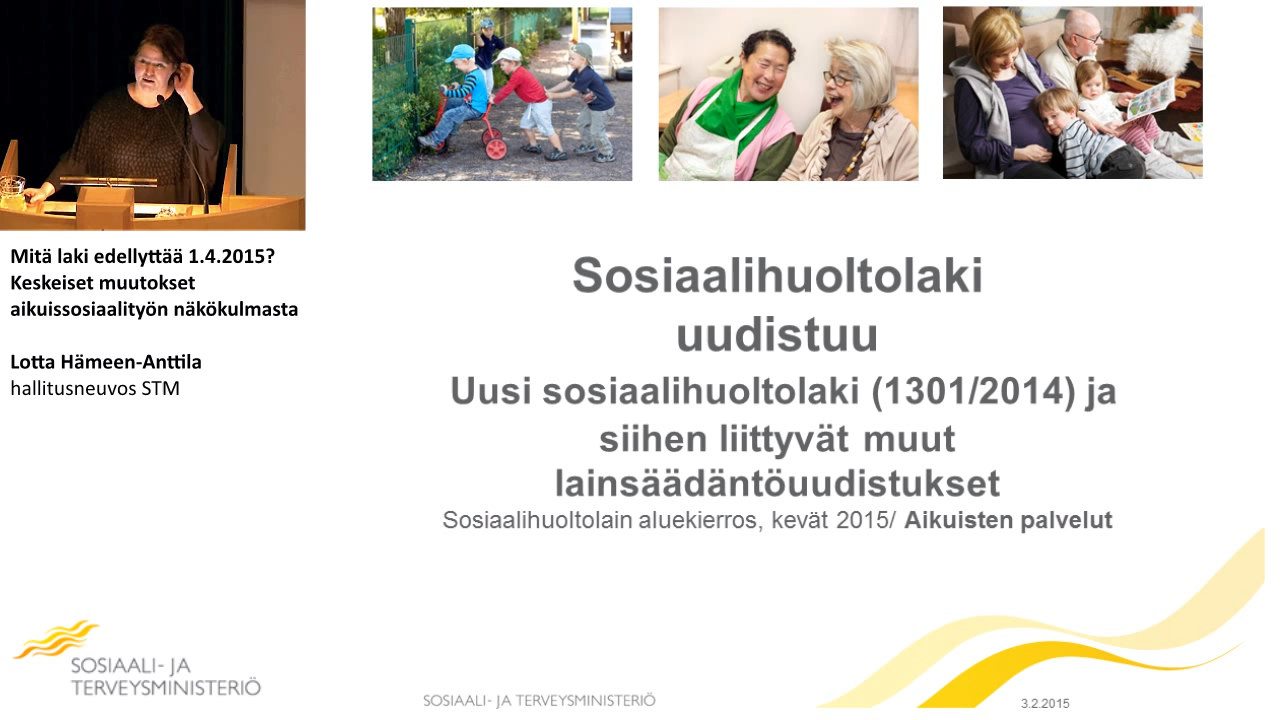 Mitä laki edellyttää 1.4.2015?
Keskeiset muutokset
aikuissosiaalityön näkökulmasta
Lotta Hämeen-Anttila
hallitusneuvos STM
Sosiaalihuoltolaki
uudistuu
Uusi sosiaalihuoltolaki (1301/2014) ja
siihen liittyvät muut
lainsäädäntöuudistukset
Sosiaalihuoltolain aluekierros, kevät 2015/ Aikuisten palvelut
SOSIAALI- JA
TERVEYSMINISTERIÖ
SOSIAALI- JA TERVEYSMINISTERIÖ
3.2.2015